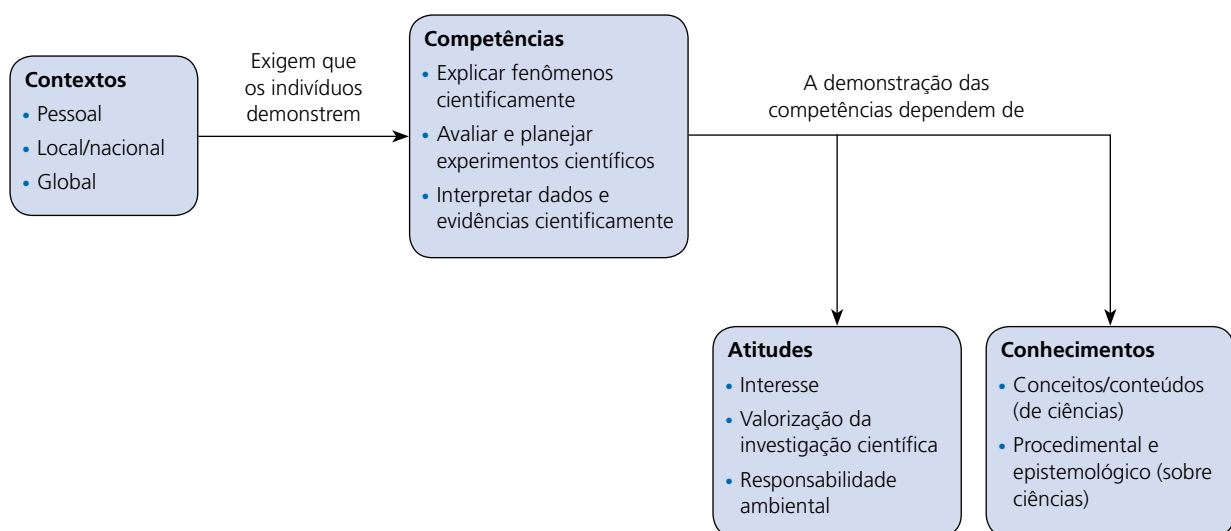 Contextos
• Pessoal
• Local/nacional
• Global
Exigem que
os indivíduos
demonstrem
Competências
• Explicar fenômenos
cientificamente
• Avaliar e planejar
experimentos científicos
• Interpretar dados e
evidências cientificamente
A demonstração das
competências dependem de
Atitudes
• Interesse
• Valorização da
investigação científica
• Responsabilidade
ambiental
Conhecimentos
• Conceitos/conteúdos
(de ciências)
• Procedimental e
epistemológico (sobre
ciências)